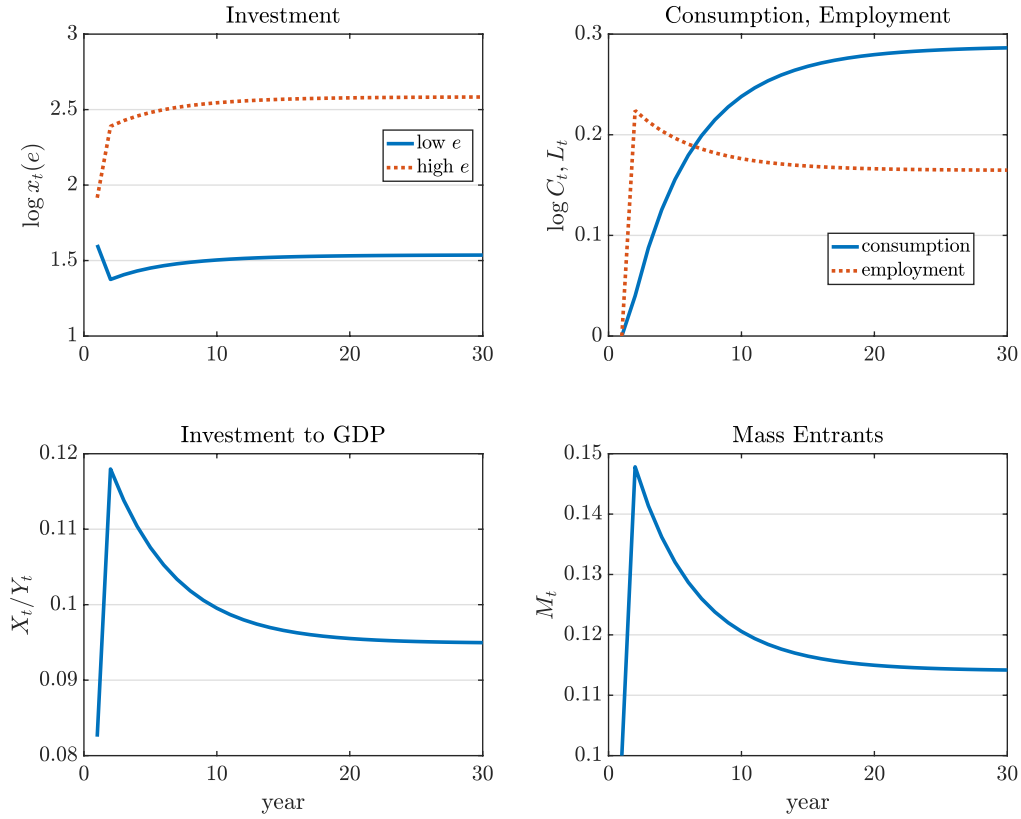 Investment
3
2.5
2
1.5
1
log x_t(e)
low e
high e
0
10
20
30
Consumption, Employment
0.3
0.2
0.1
0
log C_t, L_t
consumption
employment
0
10
20
30
Investment to GDP
0.12
0.11
0.1
0.09
0.08
X_t/Y_t
0
10
20
30
year
Mass Entrants
0.15
0.14
0.13
0.12
0.11
0.1
M_t
0
10
20
30
year